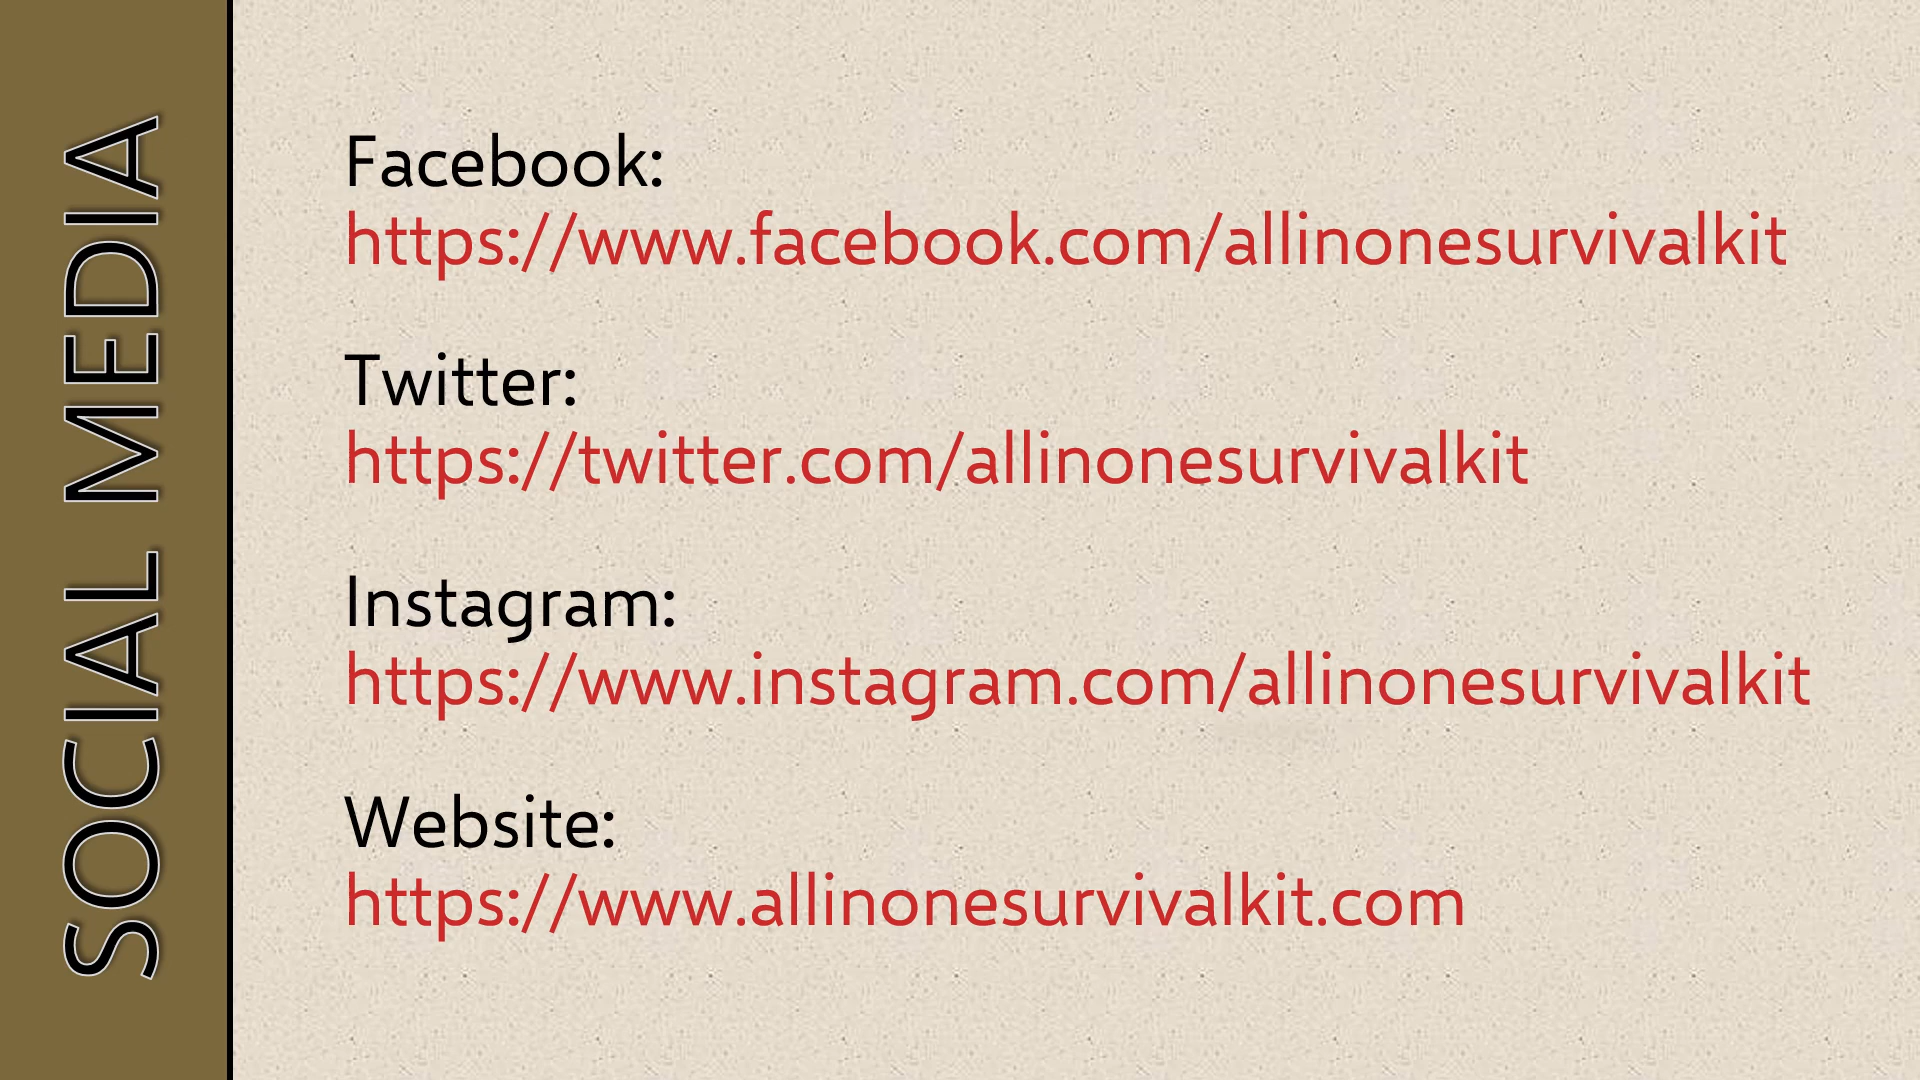 SOCIAL MEDIA
Facebook:
https://www.facebook.com/allinonesurvivalkit
Twitter:
https://twitter.com/allinonesurvivalkit
Instagram:
https://www.instagram.com/allinonesurvivalkit
Website:
https://www.allinonesurvivalkit.com